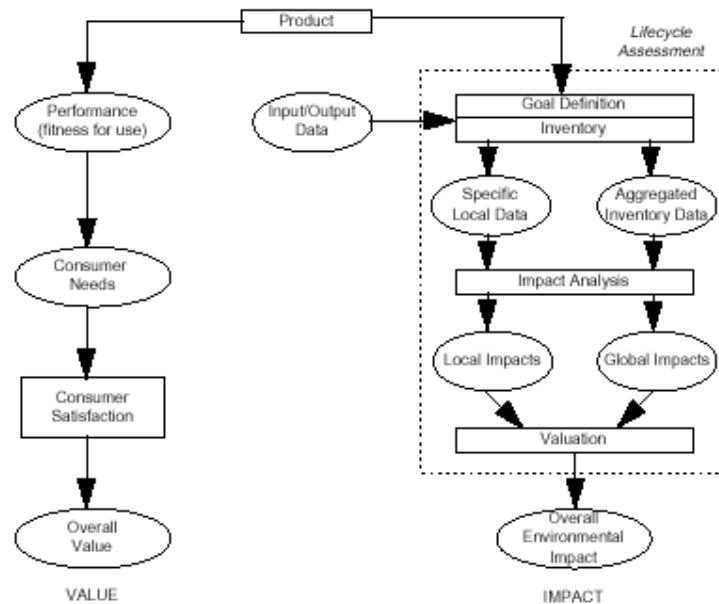 Product
Lifecycle
Assessment
Performance
(fitness for use)
Input/Output
Data
Goal Definition
Inventory
Specific
Local Data
Aggregated
Inventory Data
Consumer
Needs
Impact Analysis
Local Impacts
Global Impacts
Consumer
Satisfaction
Valuation
Overall
Value
Overall
Environmental
Impact
VALUE
IMPACT